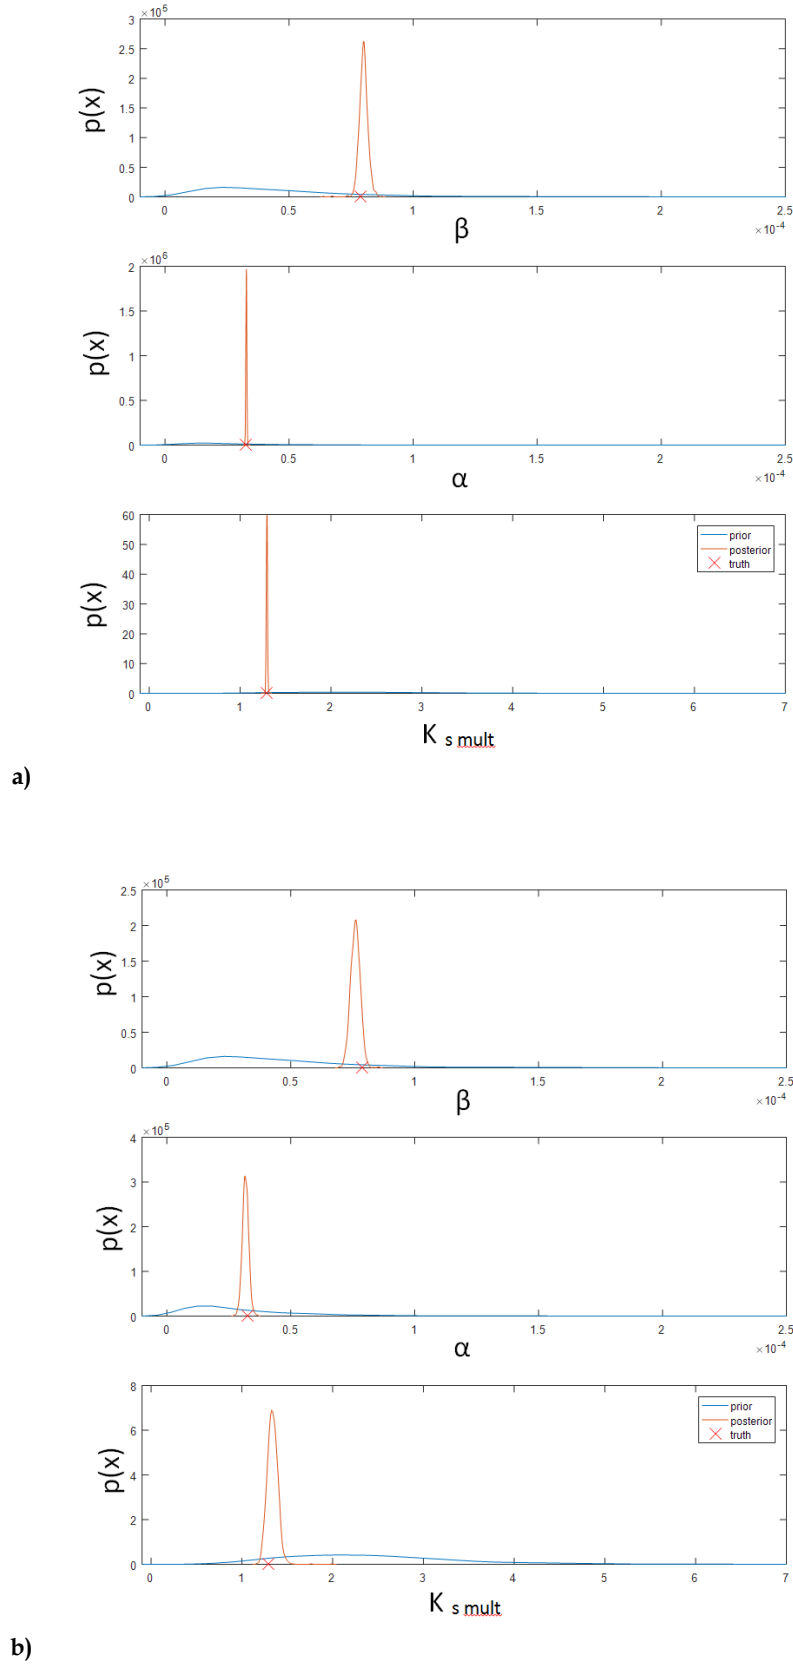 ×10^5
3
2.5
2
1.5
1
0.5
0
p(x)
0 0.5 1 1.5 2 2.5
×10^-4
β
×10^6
2
1.5
1
0.5
0
p(x)
0 0.5 1 1.5 2 2.5
×10^-4
α
60
50
40
30
20
10
0
p(x)
prior
posterior
truth
0 1 2 3 4 5 6 7
K s mult
a)
×10^5
2.5
2
1.5
1
0.5
0
p(x)
0 0.5 1 1.5 2 2.5
×10^-4
β
×10^5
4
3
2
1
0
p(x)
0 0.5 1 1.5 2 2.5
×10^-4
α
8
6
4
2
0
p(x)
prior
posterior
truth
0 1 2 3 4 5 6 7
K s mult
b)